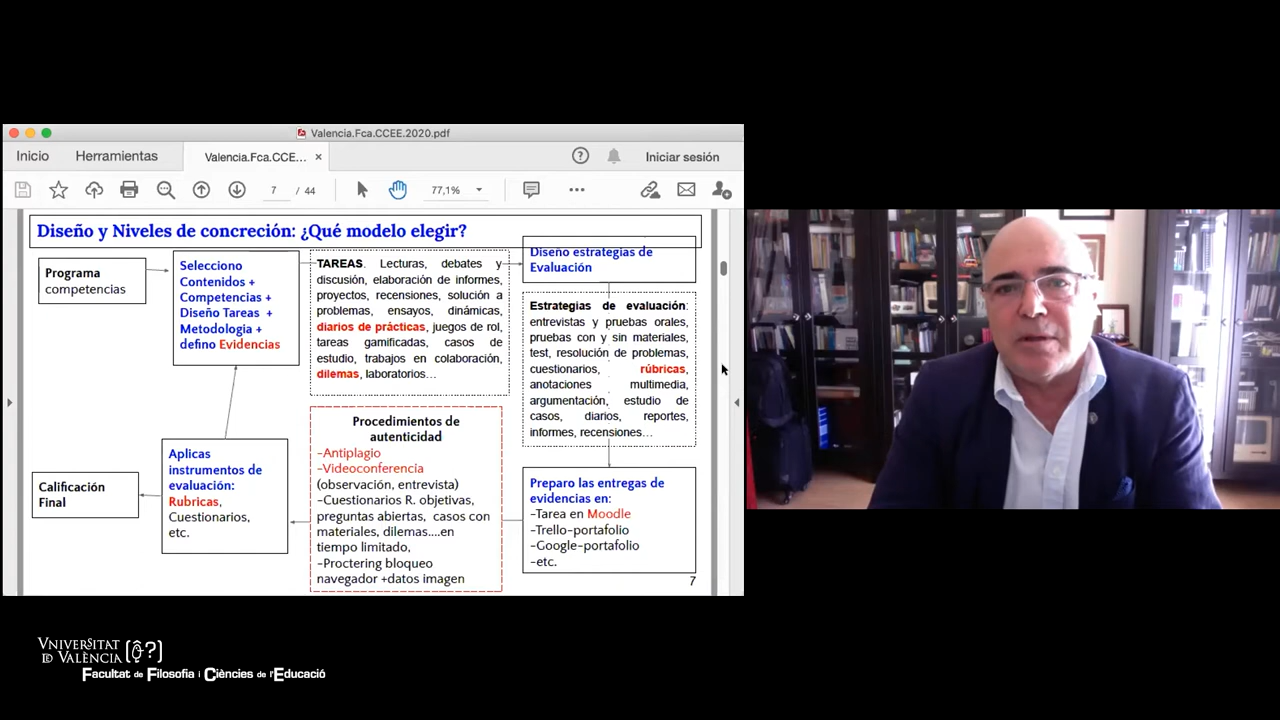 Valencia.Fca.CCEE.2020.pdf
Inicio
Herramientas
Valencia.Fca.CCE...
Iniciar sesión
7
/ 44
77,1%
Diseño y Niveles de concreción: ¿Qué modelo elegir?
Programa
competencias
Selecciono
Contenidos +
Competencias +
Diseño Tareas +
Metodologia +
defino Evidencias
TAREAS. Lecturas, debates y
discusión, elaboración de informes,
proyectos, recensiones, solución a
problemas, ensayos, dinámicas,
diarios de prácticas, juegos de rol,
tareas gamificadas, casos de
estudio, trabajos en colaboración,
dilemas, laboratorios...
Diseño estrategias de
Evaluación
Estrategias de evaluación:
entrevistas y pruebas orales,
pruebas con y sin materiales,
test, resolución de problemas,
cuestionarios, rúbricas,
anotaciones multimedia,
argumentación, estudio de
casos, diarios, reportes,
informes, recensiones...
Preparo las entregas de
evidencias en:
-Tarea en Moodle
-Trello-portafolio
-Google-portafolio
-etc.
Procedimientos de
autenticidad
-Antiplagio
-Videoconferencia
(observación, entrevista)
-Cuestionarios R. objetivas,
preguntas abiertas, casos con
materiales, dilemas....en
tiempo limitado,
-Proctering bloqueo
navegador +datos imagen
Aplicas
instrumentos de
evaluación:
Rubricas,
Cuestionarios,
etc.
Calificación
Final
7
VNIVERSITAT
DE VALÈNCIA
Facultat de Filosofia i Ciències de l'Educació